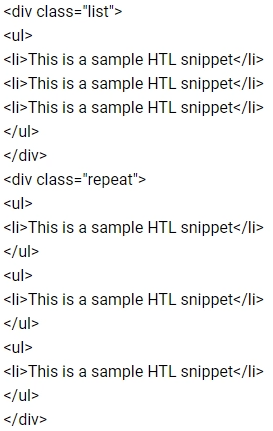 <div class="list">
<ul>
<li>This is a sample HTL snippet</li>
<li>This is a sample HTL snippet</li>
<li>This is a sample HTL snippet</li>
</ul>
</div>
<div class="repeat">
<ul>
<li>This is a sample HTL snippet</li>
</ul>
<ul>
<li>This is a sample HTL snippet</li>
</ul>
<ul>
<li>This is a sample HTL snippet</li>
</ul>
</div>